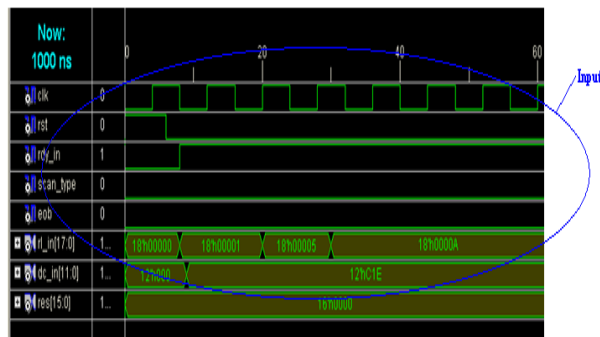 Now:
1000 ns
0 20 40 60
Input
clk 0
rst 0
rdy_in 1
scan_type 0
eob 0
rl_in[17:0] 1... 18'h00000 18'h00001 18'h00005 18'h0000A
dc_in[11:0] 1... 12'h000 12'hC1E
res[15:0] 1... 16'h0000